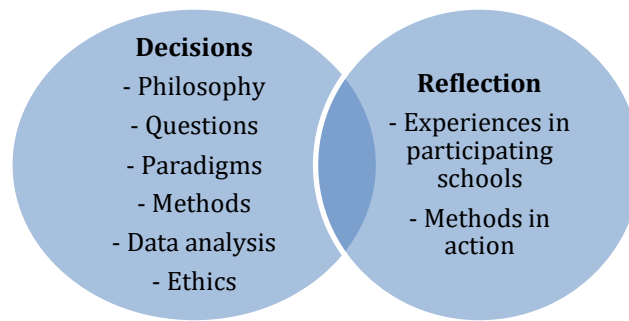 Decisions
- Philosophy
- Questions
- Paradigms
- Methods
- Data analysis
- Ethics
Reflection
- Experiences in
participating
schools
- Methods in
action